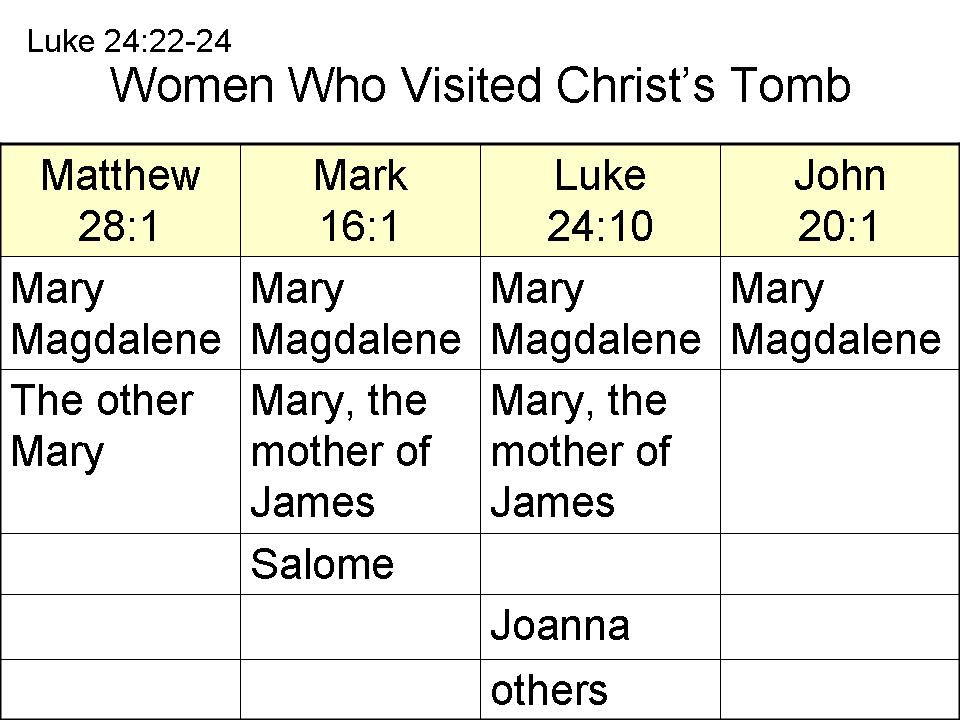 Luke 24:22-24
Women Who Visited Christ's Tomb
Matthew
28:1
Mark
16:1
Luke
24:10
John
20:1
Mary
Magdalene
Mary
Magdalene
Mary
Magdalene
Mary
Magdalene
The other
Mary
Mary, the
mother of
James
Mary, the
mother of
James
Salome
Joanna
others